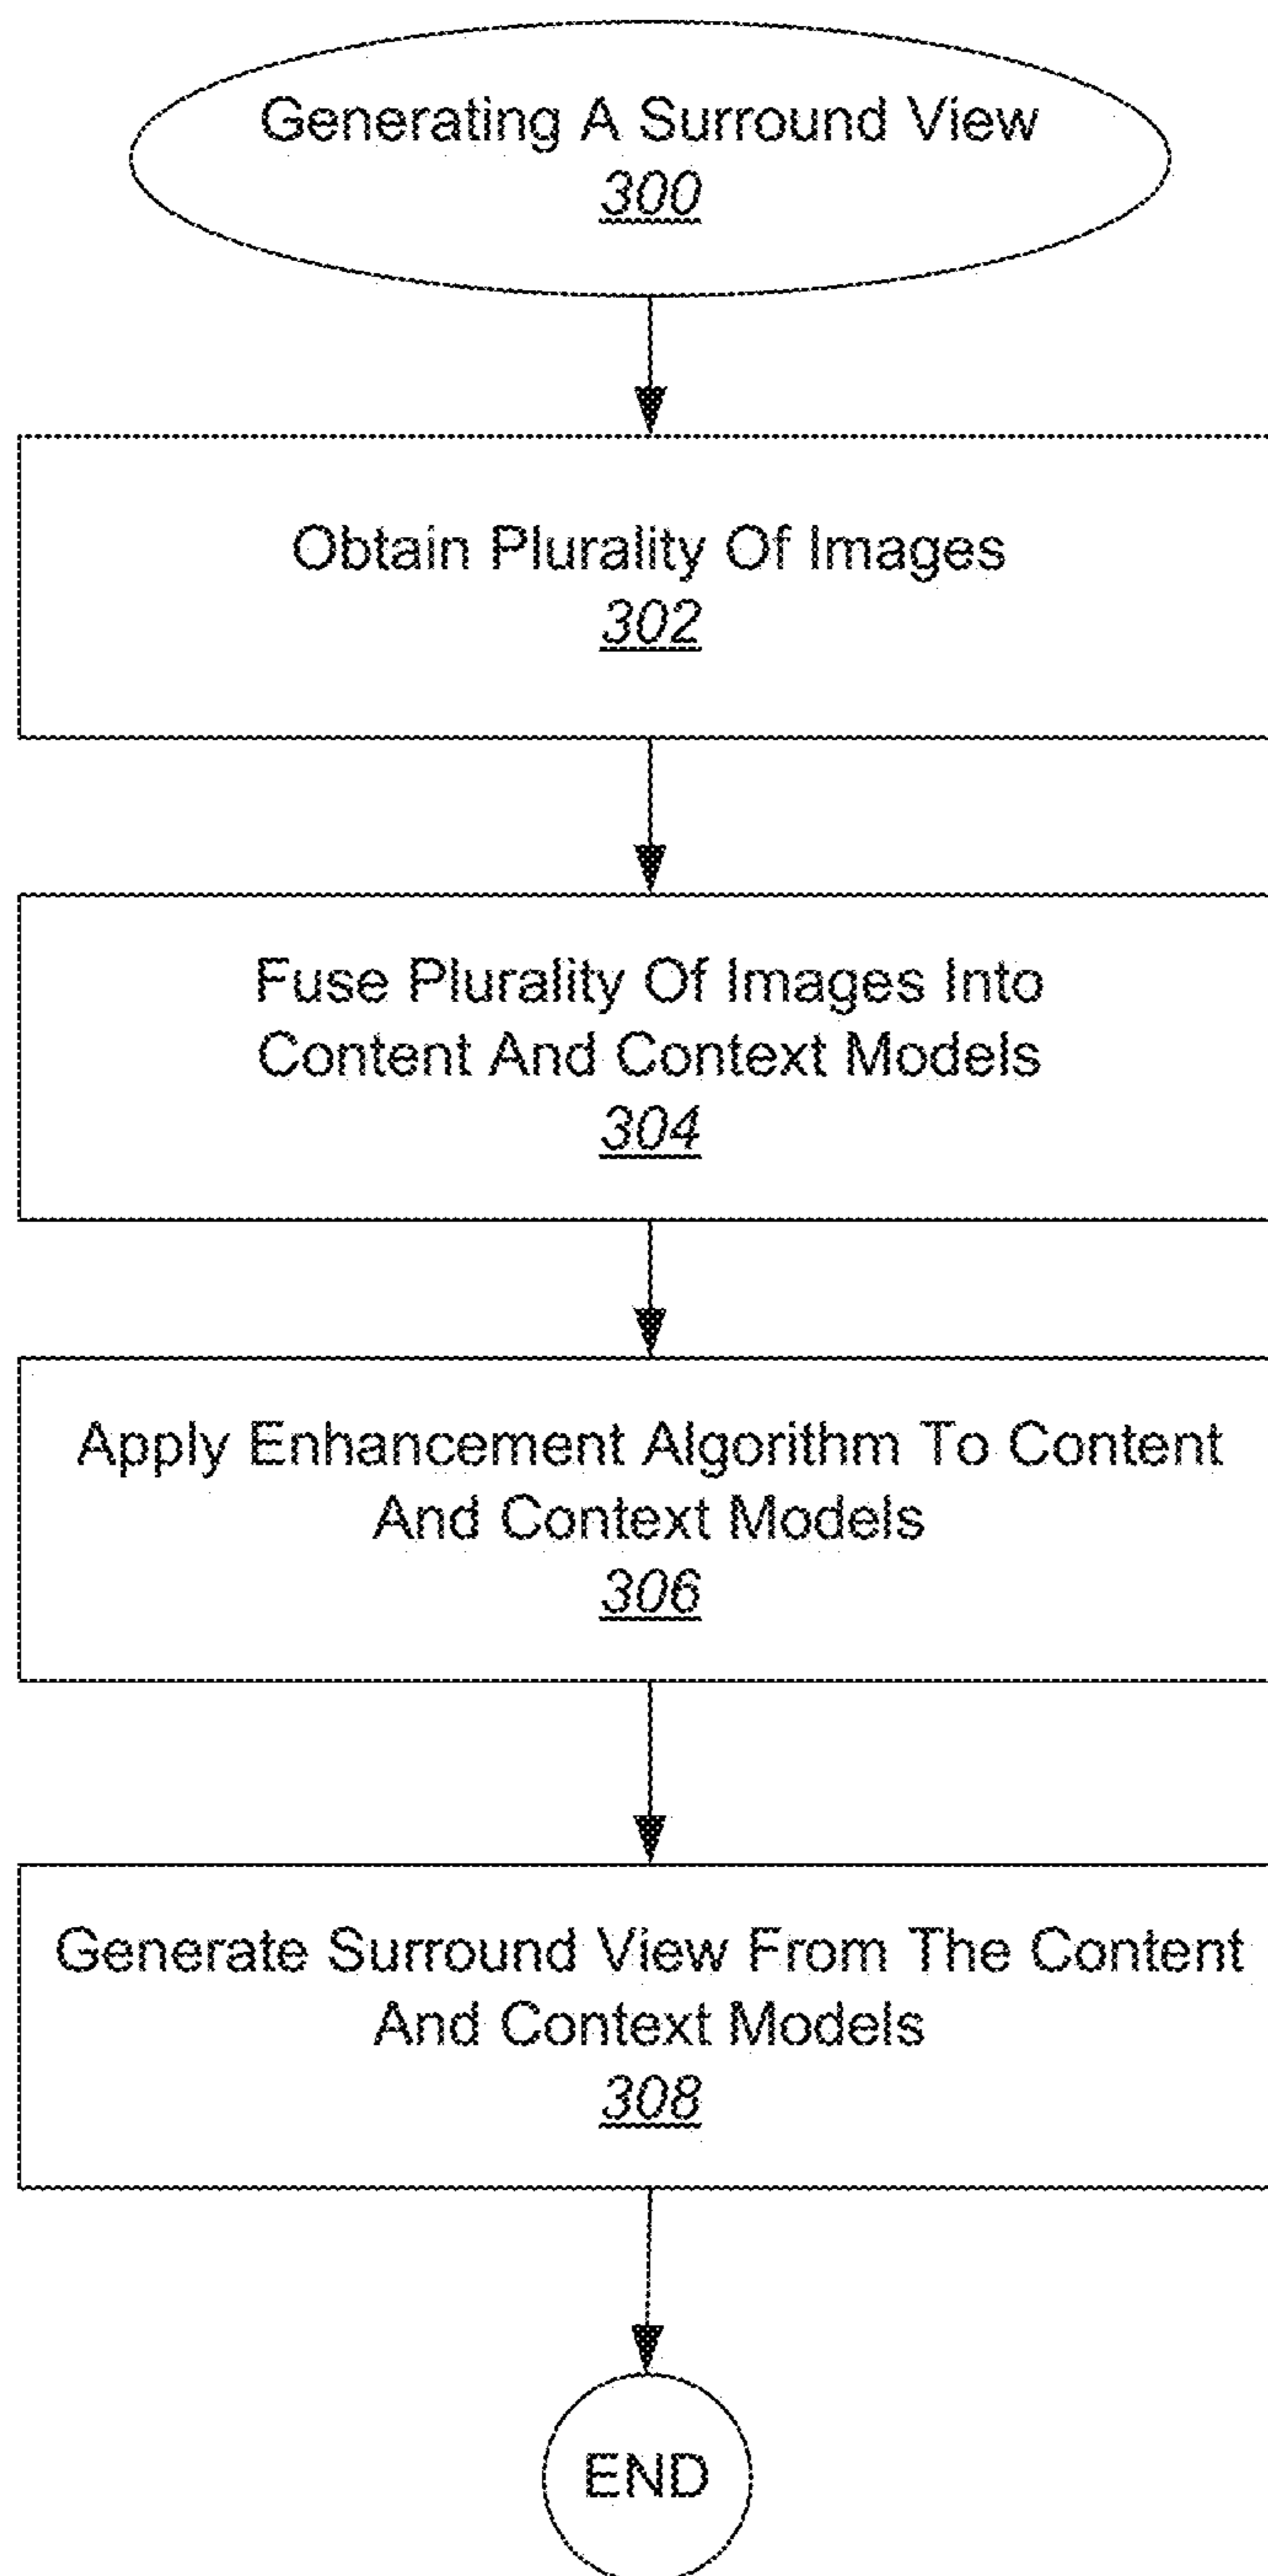 Generating A Surround View
300
Obtain Plurality Of Images
302
Fuse Plurality Of Images Into
Content And Context Models
304
Apply Enhancement Algorithm To Content
And Context Models
306
Generate Surround View From The Content
And Context Models
308
END